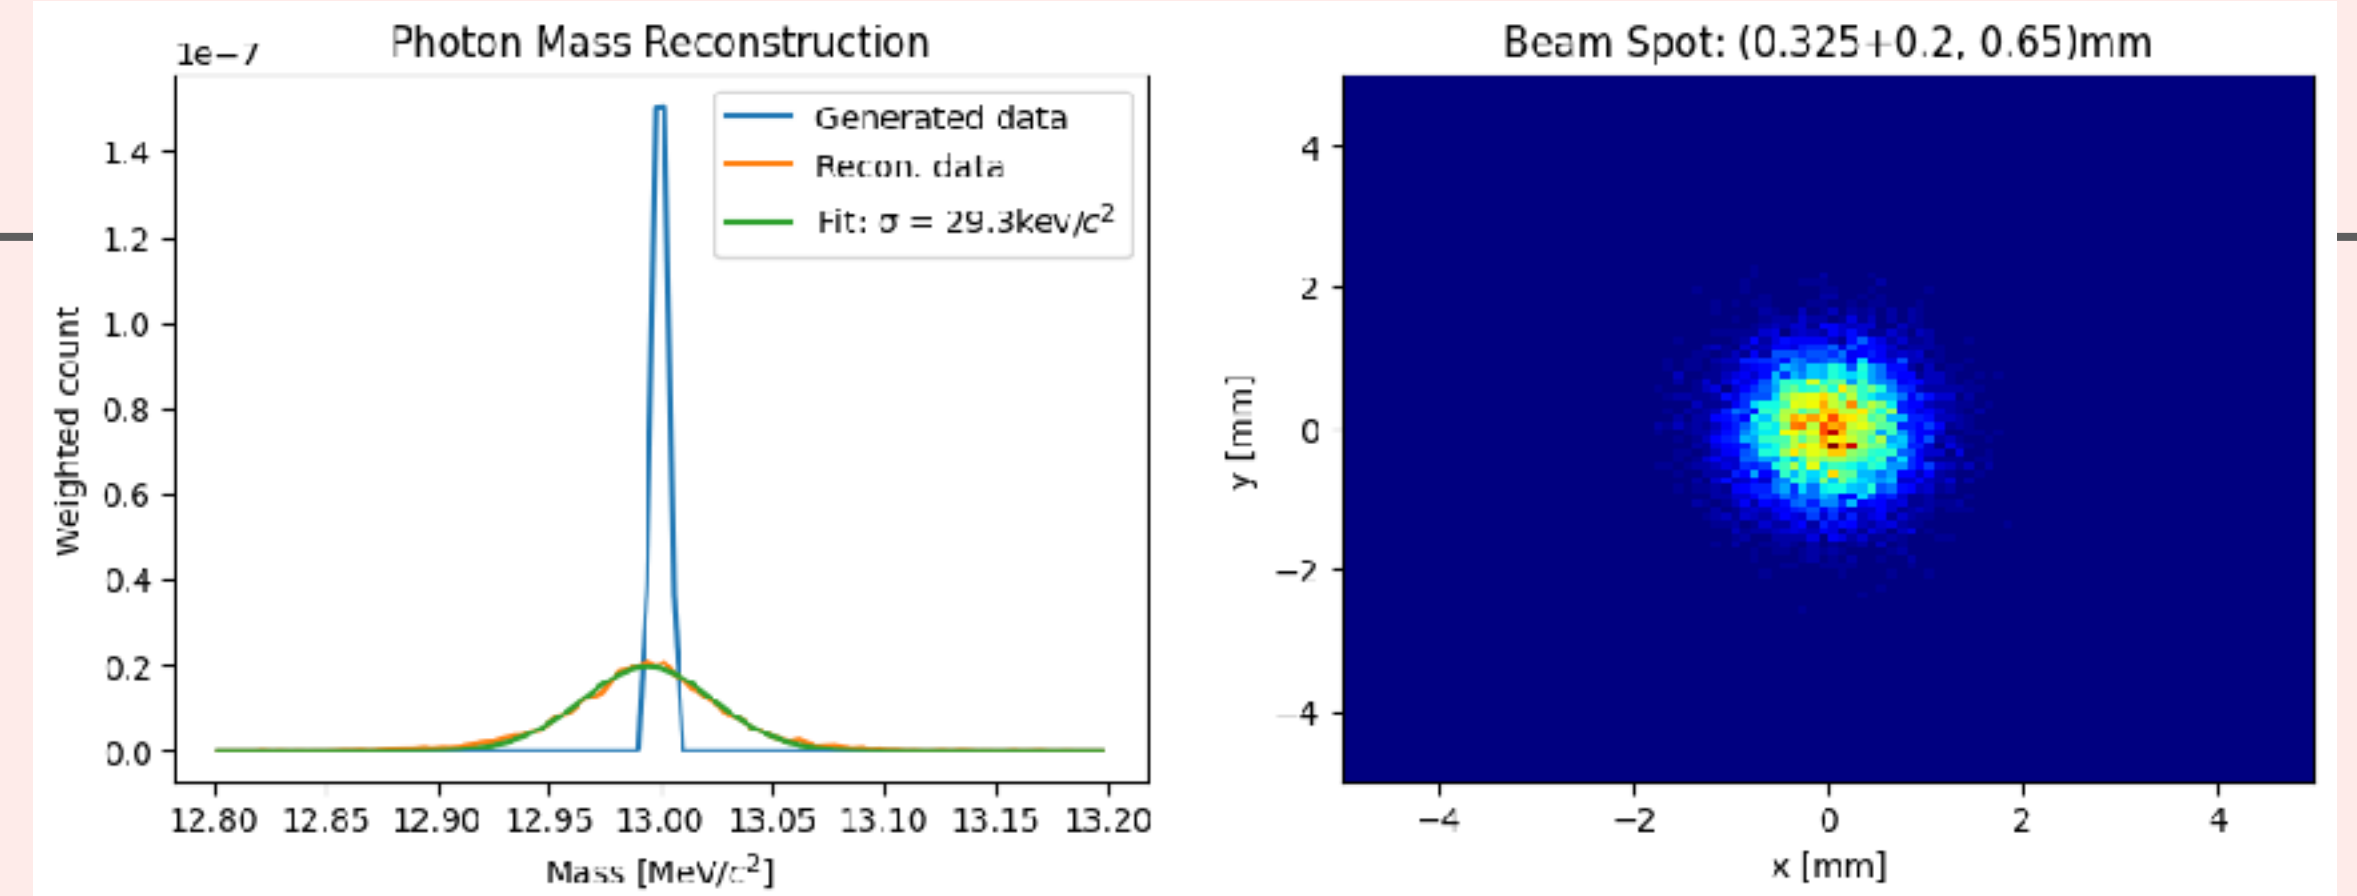 Photon Mass Reconstruction
1e−7
Generated data
Recon. data
Fit: σ = 29.3kev/c²
1.4
1.2
1.0
0.8
0.6
0.4
0.2
0.0
weighted count
12.80 12.85 12.90 12.95 13.00 13.05 13.10 13.15 13.20
Mass [MeV/c²]
Beam Spot: (0.325+0.2, 0.65)mm
4
2
0
−2
−4
y [mm]
−4 −2 0 2 4
x [mm]